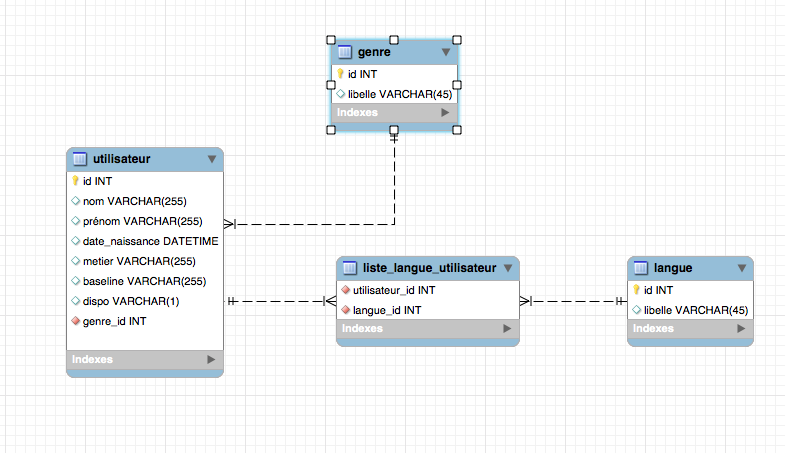 genre
id INT
libelle VARCHAR(45)
Indexes
utilisateur
id INT
nom VARCHAR(255)
prénom VARCHAR(255)
date_naissance DATETIME
metier VARCHAR(255)
baseline VARCHAR(255)
dispo VARCHAR(1)
genre_id INT
Indexes
liste_langue_utilisateur
utilisateur_id INT
langue_id INT
Indexes
langue
id INT
libelle VARCHAR(45)
Indexes